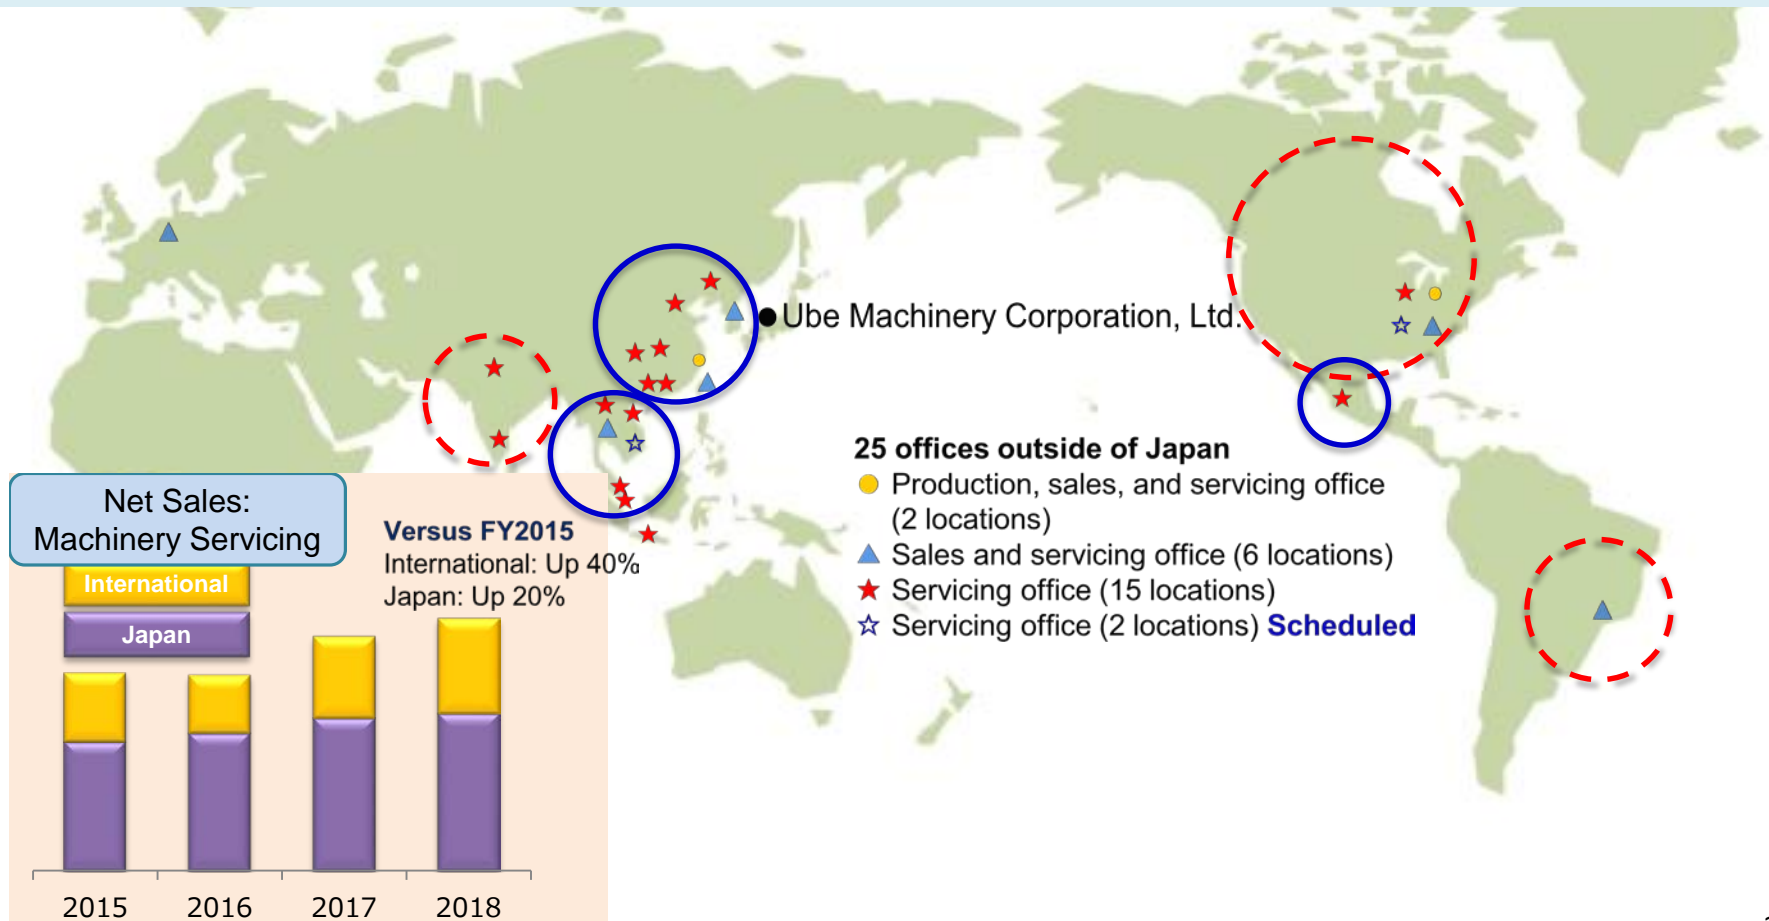 Ube Machinery Corporation, Ltd.
25 offices outside of Japan
Production, sales, and servicing office
(2 locations)
Sales and servicing office (6 locations)
Servicing office (15 locations)
Servicing office (2 locations) Scheduled
Net Sales:
Machinery Servicing
Versus FY2015
International: Up 40%
Japan: Up 20%
International
Japan
2015 2016 2017 2018